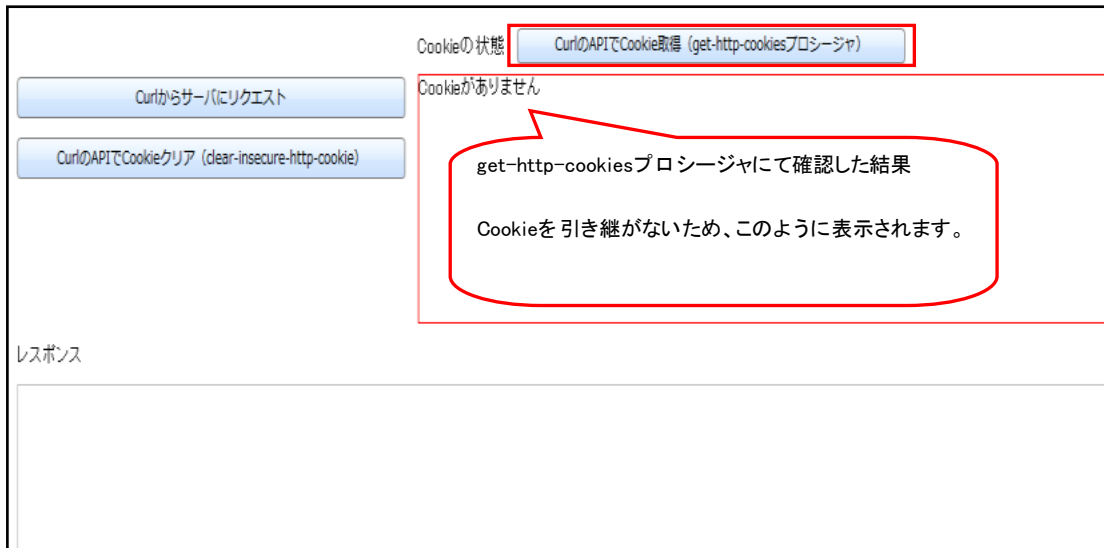 Cookieの状態 CurlのAPIでCookie取得（get-http-cookiesプロシージャ）
Cookieがありません
Curlからサーバにリクエスト
CurlのAPIでCookieクリア（clear-insecure-http-cookie）
get-http-cookiesプロシージャにて確認した結果
Cookieを引き継がないため、このように表示されます。
レスポンス